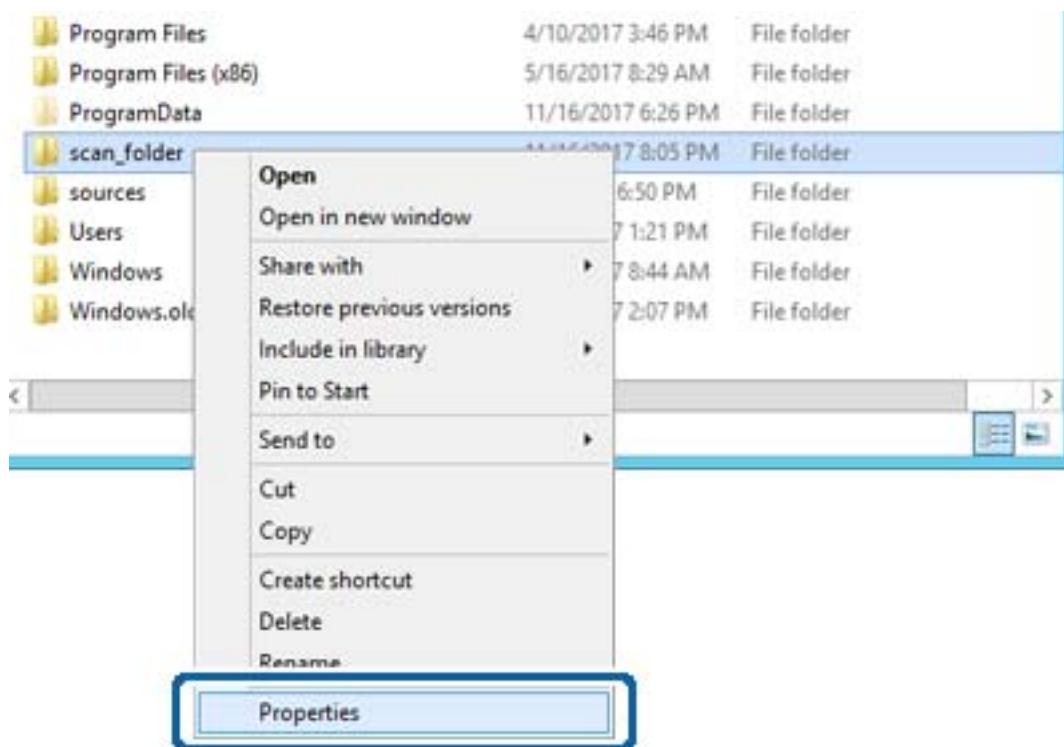 Program Files 4/10/2017 3:46 PM File folder
Program Files (x86) 5/16/2017 8:29 AM File folder
ProgramData 11/16/2017 6:26 PM File folder
scan_folder 17 8:05 PM File folder
Open
sources 6:50 PM File folder
Open in new window
Users 7 1:21 PM File folder
Share with
Windows 7 8:44 AM File folder
Restore previous versions
Windows.old 7 2:07 PM File folder
Include in library
Pin to Start
Send to
Cut
Copy
Create shortcut
Delete
Rename
Properties